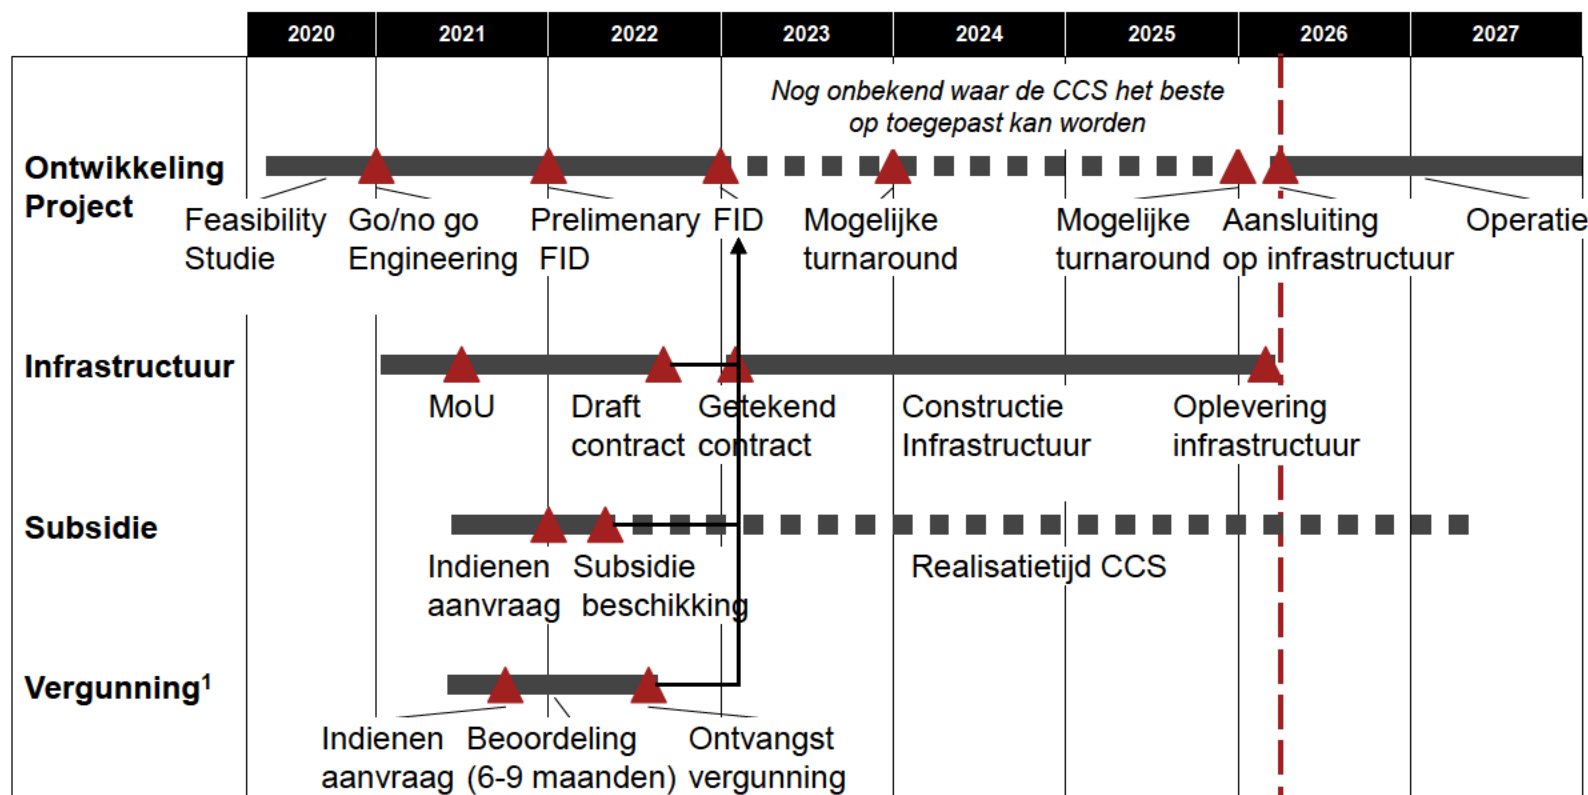 2020 2021 2022 2023 2024 2025 2026 2027
Nog onbekend waar de CCS het beste
op toegepast kan worden
Ontwikkeling
Project
Feasibility
Studie
Go/no go
Engineering
Prelimenary
FID
FID
Mogelijke
turnaround
Mogelijke
turnaround
Aansluiting
op infrastructuur
Operatie
Infrastructuur
MoU
Draft
contract
Getekend
contract
Constructie
Infrastructuur
Oplevering
infrastructuur
Subsidie
Indienen
aanvraag
Subsidie
beschikking
Realisatietijd CCS
Vergunning¹
Indienen
aanvraag
Beoordeling
(6-9 maanden)
Ontvangst
vergunning